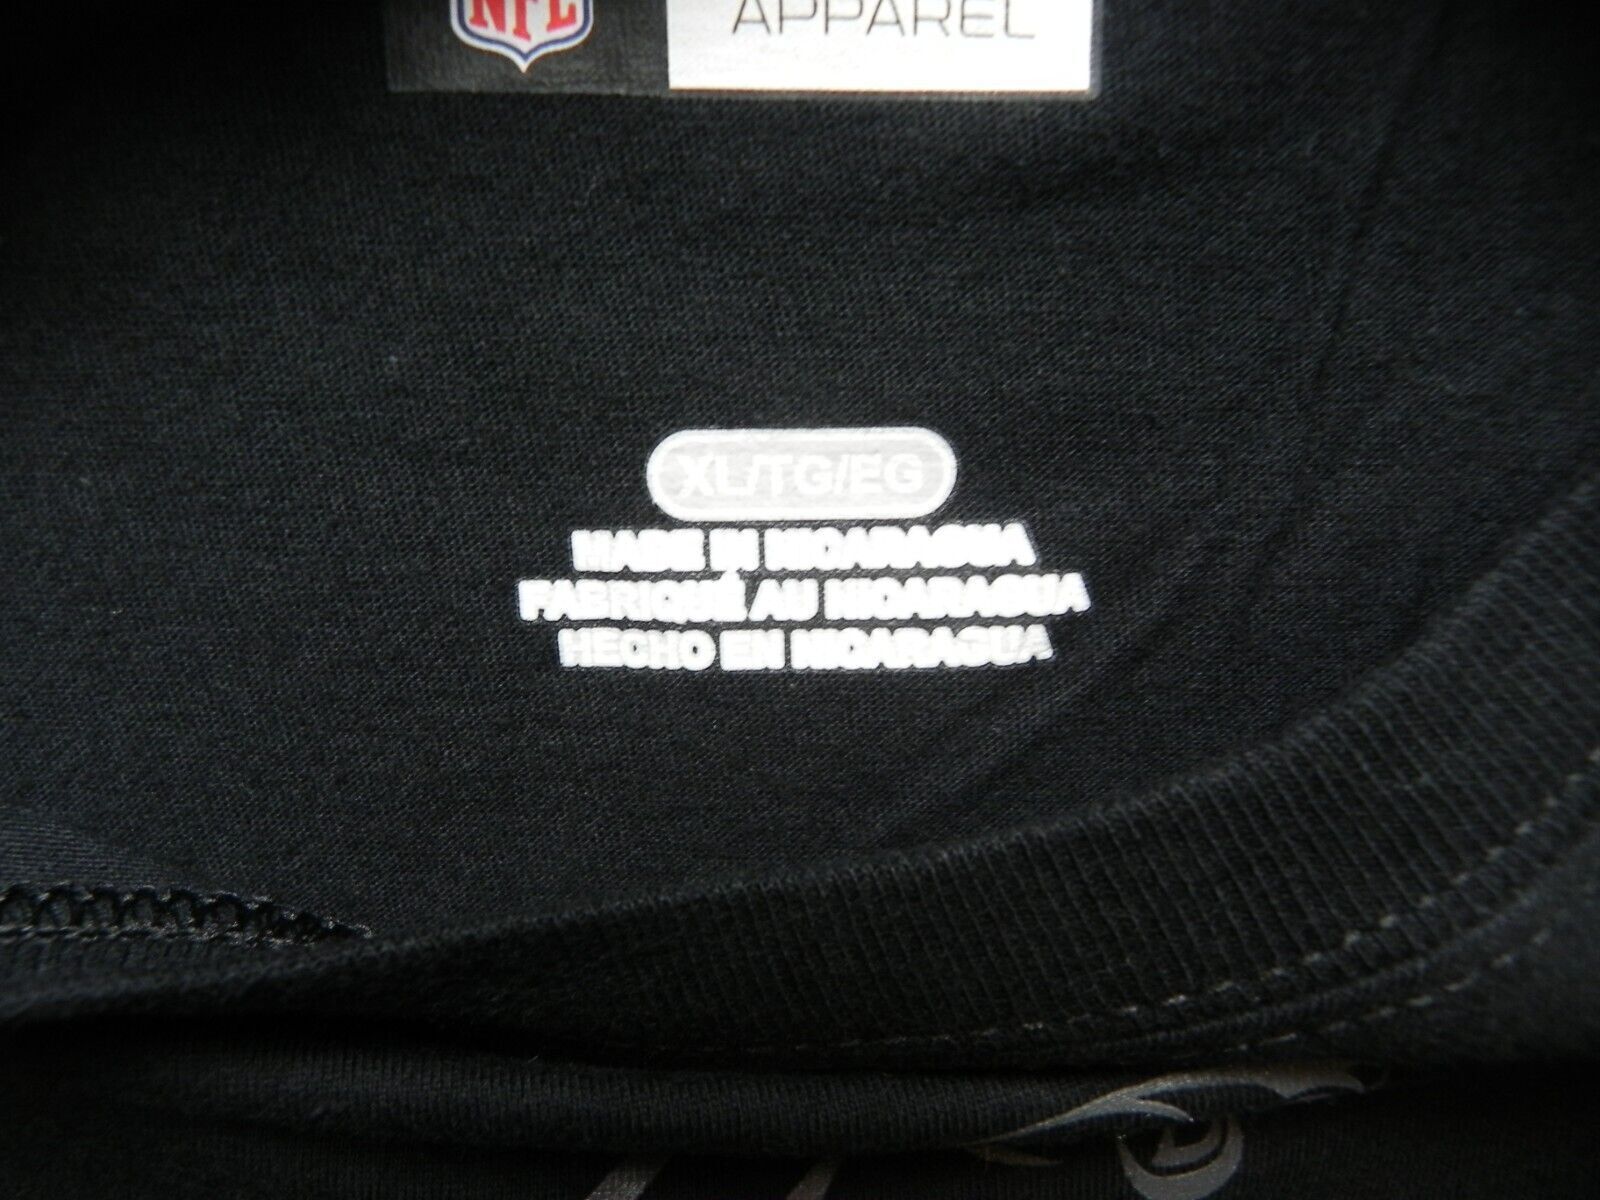 NFL
APPAREL
XL/TG/EG
MADE IN NICARAGUA
FABRIQUÉ AU NICARAGUA
HECHO EN NICARAGUA